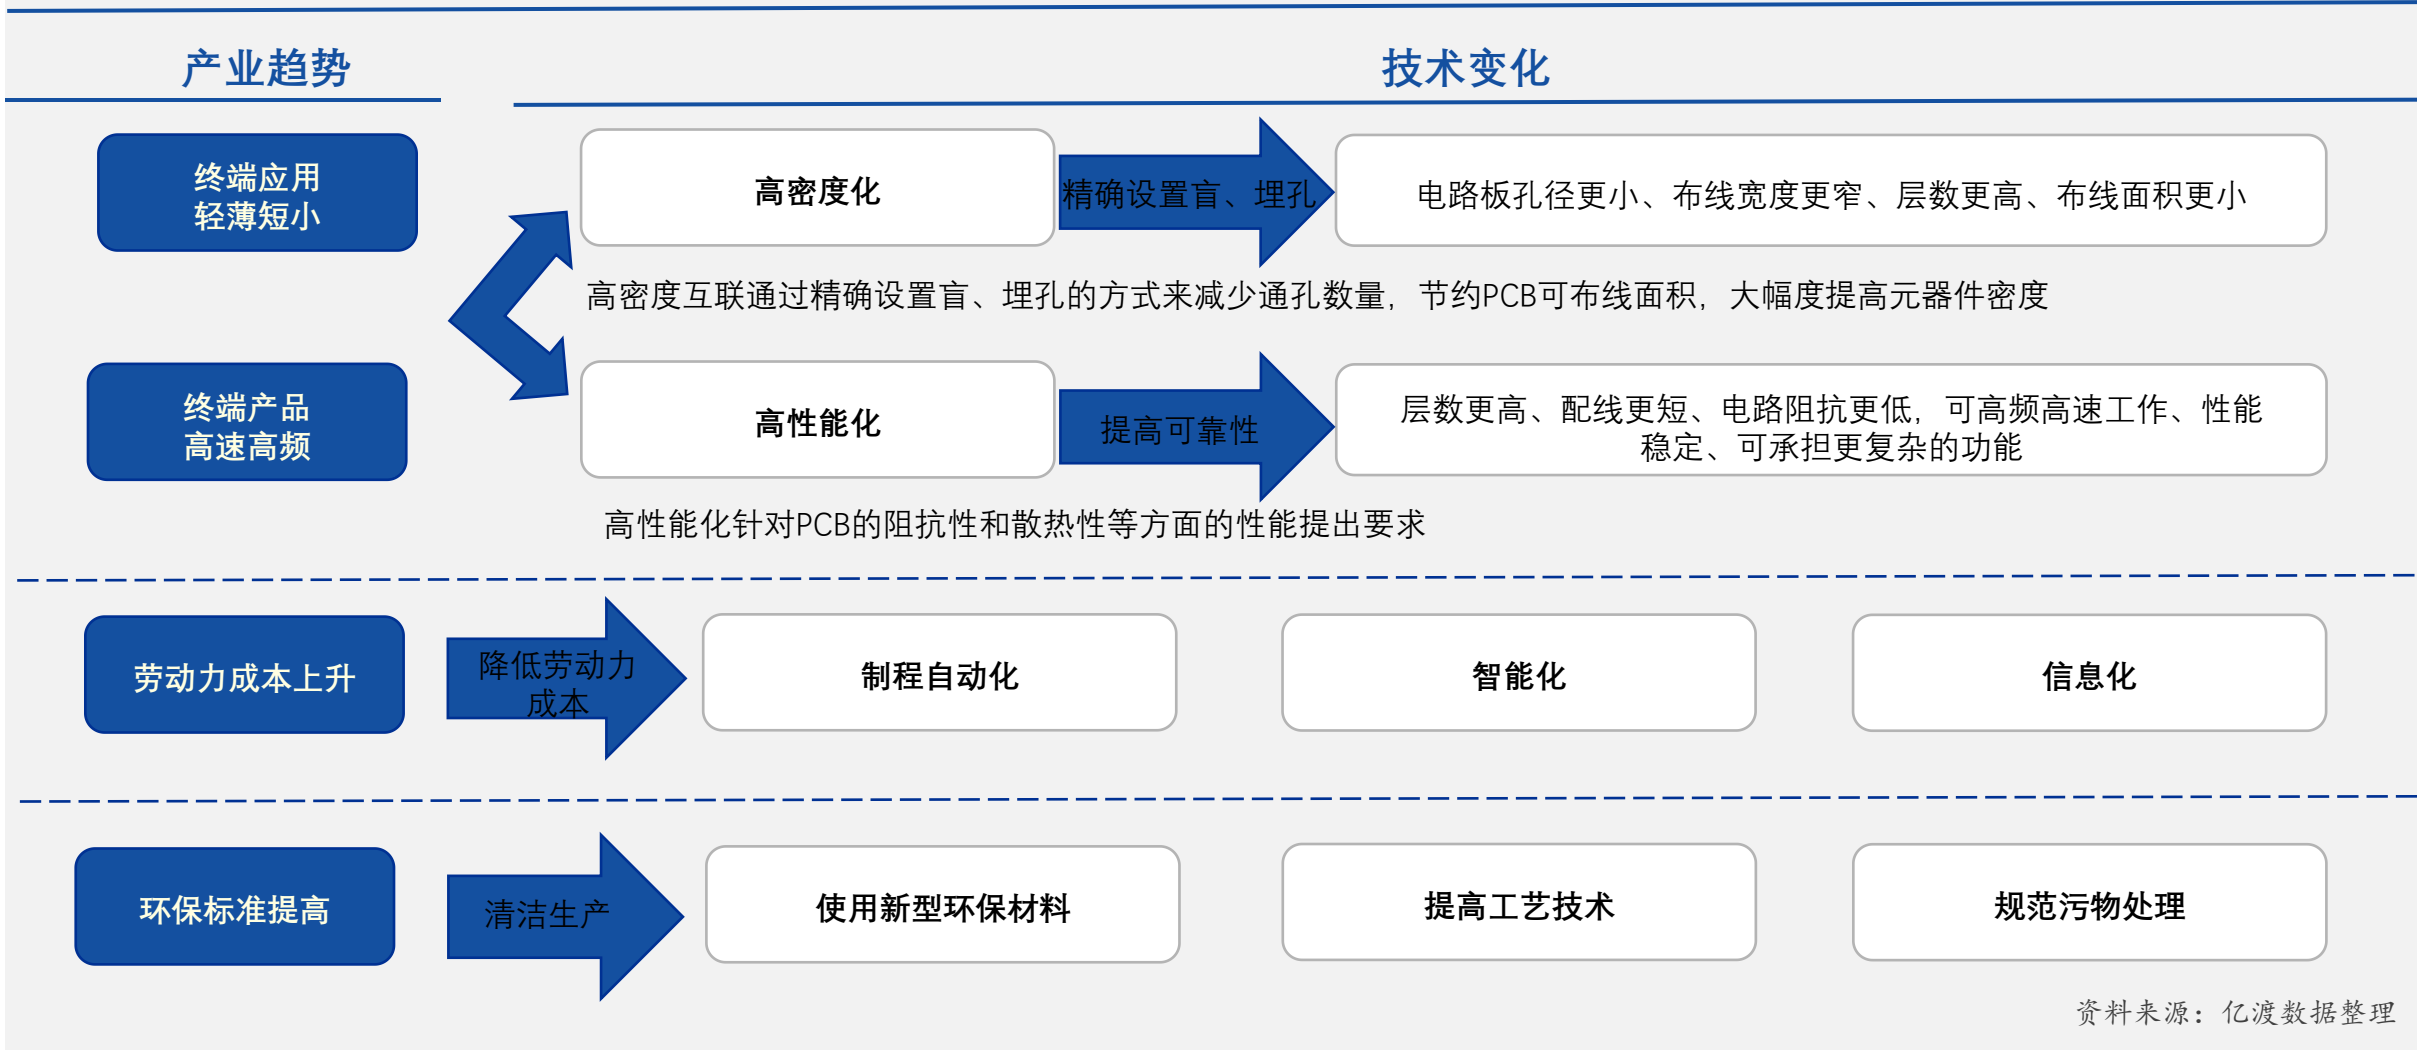 产业趋势
技术变化
终端应用
轻薄短小
高密度化
精确设置盲、埋孔
电路板孔径更小、布线宽度更窄、层数更高、布线面积更小
高密度互联通过精确设置盲、埋孔的方式来减少通孔数量，节约PCB可布线面积，大幅度提高元器件密度
终端产品
高速高频
高性能化
提高可靠性
层数更高、配线更短、电路阻抗更低，可高频高速工作、性能
稳定、可承担更复杂的功能
高性能化针对PCB的阻抗性和散热性等方面的性能提出要求
劳动力成本上升
降低劳动力
成本
制程自动化
智能化
信息化
环保标准提高
清洁生产
使用新型环保材料
提高工艺技术
规范污物处理
资料来源：亿渡数据整理